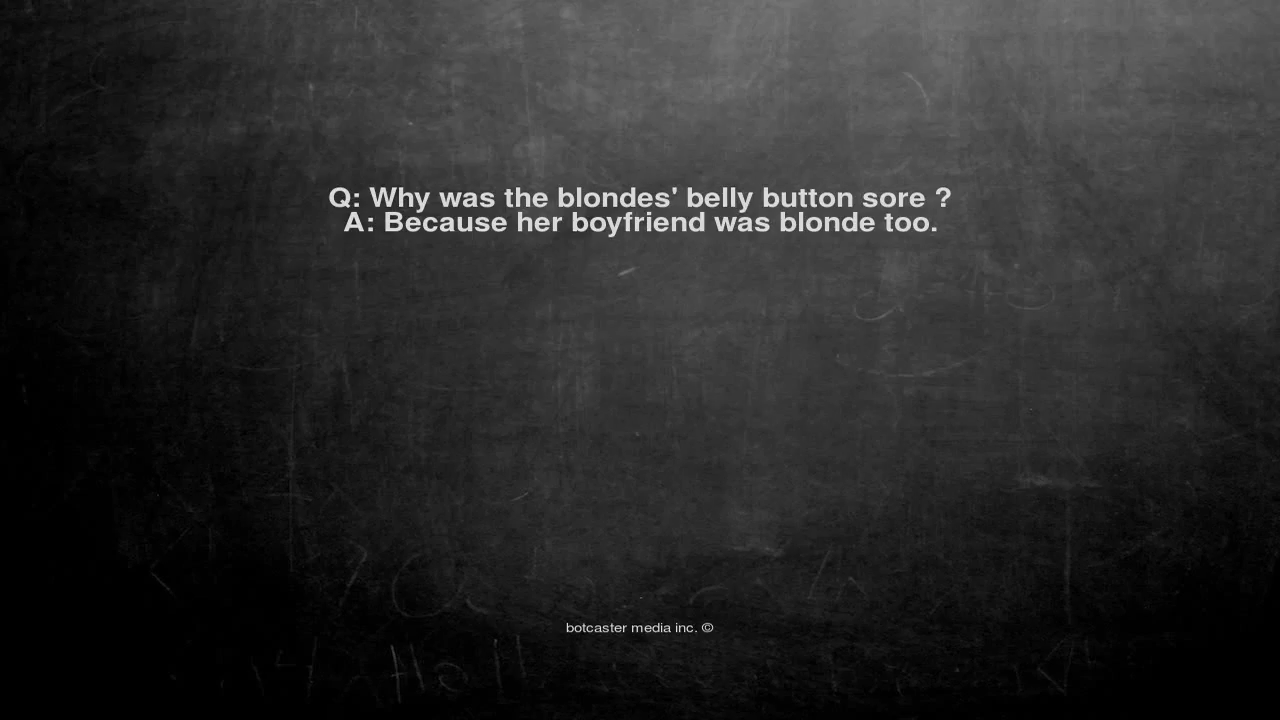 Q: Why was the blondes' belly button sore ?
A: Because her boyfriend was blonde too.
botcaster media inc. ©